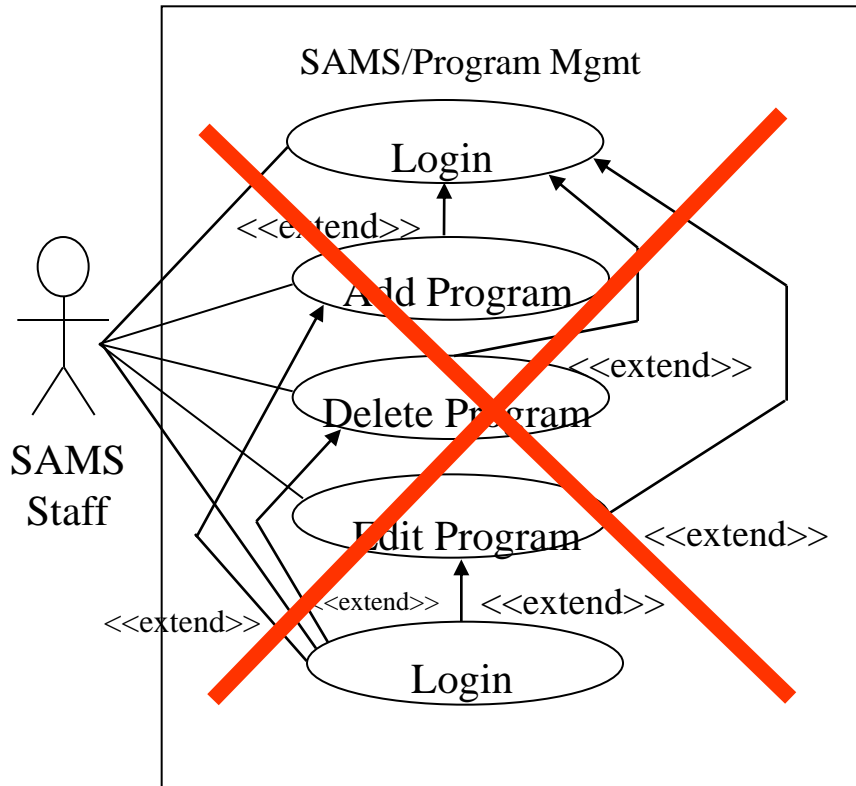 SAMS/Program Mgmt
Login
<<extend>>
Add Program
<<extend>>
Delete Program
SAMS
Staff
Edit Program
<<extend>>
<<extend>>
<<extend>>
<<extend>>
Login